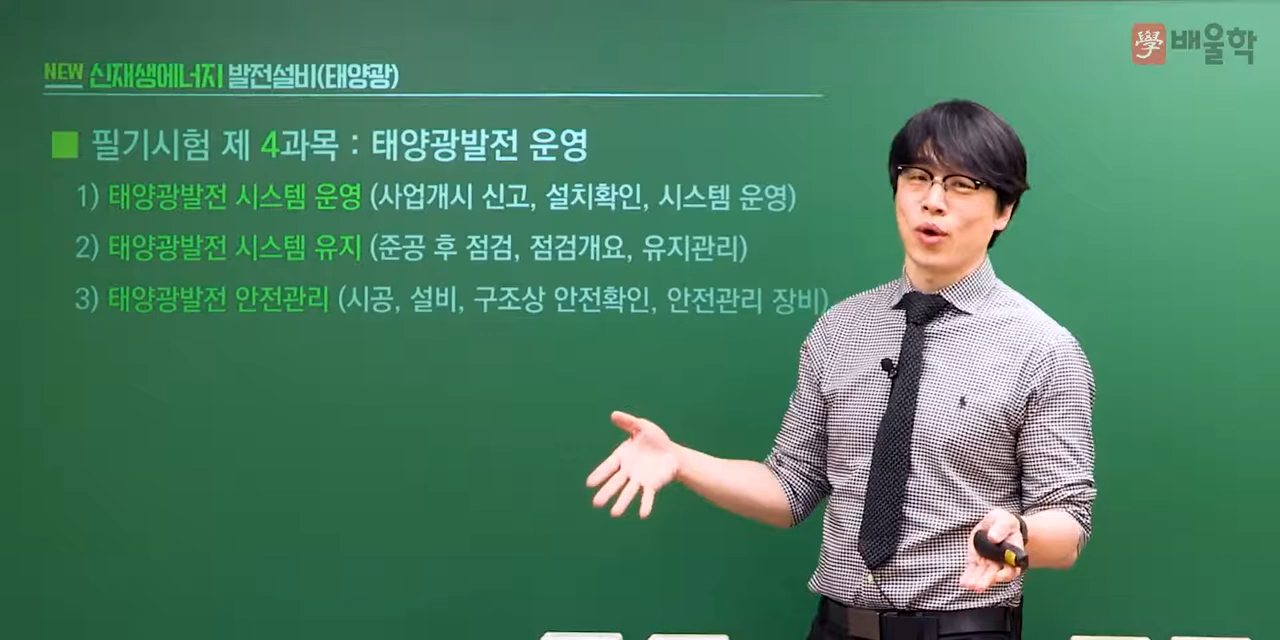 學 배울학
NEW 신재생에너지 발전설비(태양광)
■ 필기시험 제 4과목 : 태양광발전 운영
1) 태양광발전 시스템 운영 (사업개시 신고, 설치확인, 시스템 운영)
2) 태양광발전 시스템 유지 (준공 후 점검, 점검개요, 유지관리)
3) 태양광발전 안전관리 (시공, 설비, 구조상 안전확인, 안전관리 장비)